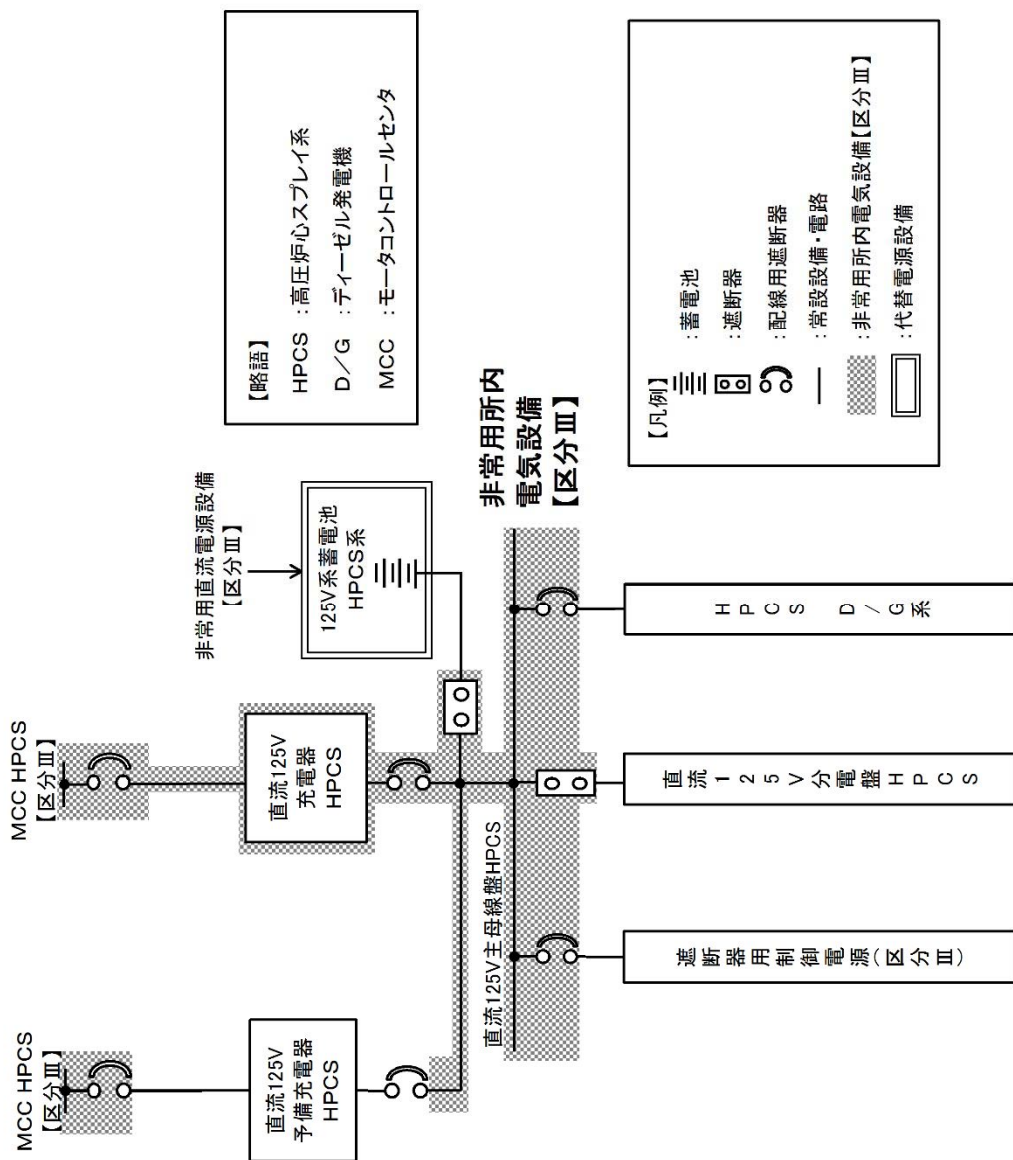 MCC HPCS
【区分Ⅲ】
直流125V
予備充電器
HPCS
MCC HPCS
【区分Ⅲ】
直流125V
充電器
HPCS
非常用直流電源設備
【区分Ⅲ】
125V系蓄電池
HPCS系
直流125V主母線盤HPCS
非常用所内
電気設備
【区分Ⅲ】
遮断器用制御電源(区分Ⅲ)
直流125V分電盤HPCS
HPCS D/G系
【略語】
HPCS :高圧炉心スプレイ系
D/G :ディーゼル発電機
MCC :モータコントロールセンタ
【凡例】
:蓄電池
:遮断器
:配線用遮断器
:常設設備・電路
:非常用所内電気設備【区分Ⅲ】
:代替電源設備